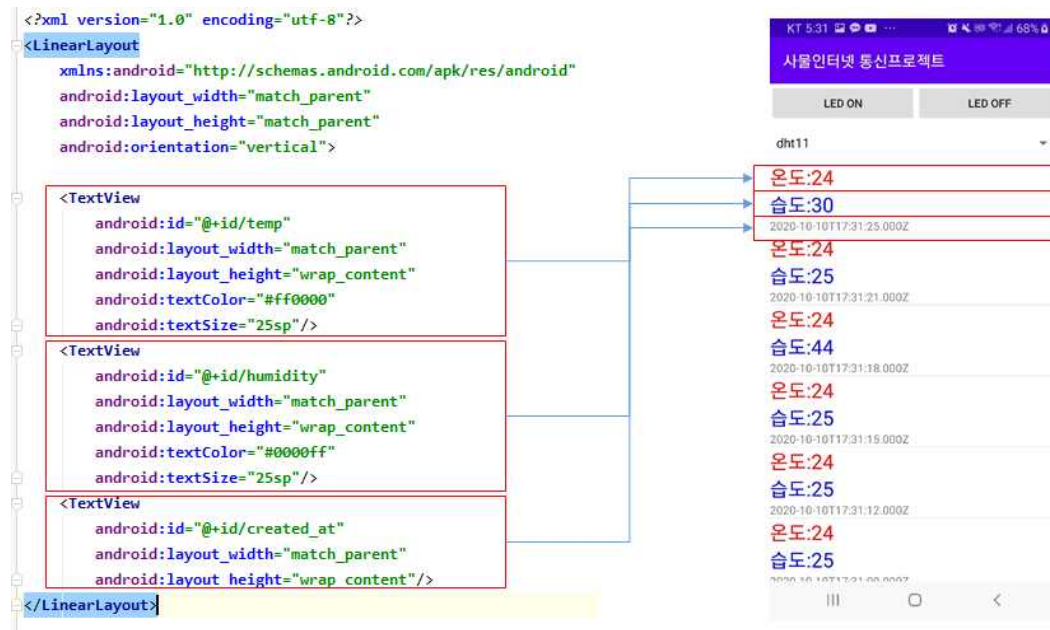 <?xml version="1.0" encoding="utf-8"?>
<LinearLayout
xmlns:android="http://schemas.android.com/apk/res/android"
android:layout_width="match_parent"
android:layout_height="match_parent"
android:orientation="vertical">
<TextView
android:id="@+id/temp"
android:layout_width="match_parent"
android:layout_height="wrap_content"
android:textColor="#ff0000"
android:textSize="25sp"/>
<TextView
android:id="@+id/humidity"
android:layout_width="match_parent"
android:layout_height="wrap_content"
android:textColor="#0000ff"
android:textSize="25sp"/>
<TextView
android:id="@+id/created_at"
android:layout_width="match_parent"
android:layout_height="wrap_content"/>
</LinearLayout>
KT 5:31 ... 68%
사물인터넷 통신프로젝트
LED ON LED OFF
dht11
온도:24
습도:30
2020-10-10T17:31:25.000Z
온도:24
습도:25
2020-10-10T17:31:21.000Z
온도:24
습도:44
2020-10-10T17:31:18.000Z
온도:24
습도:25
2020-10-10T17:31:15.000Z
온도:24
습도:25
2020-10-10T17:31:12.000Z
온도:24
습도:25